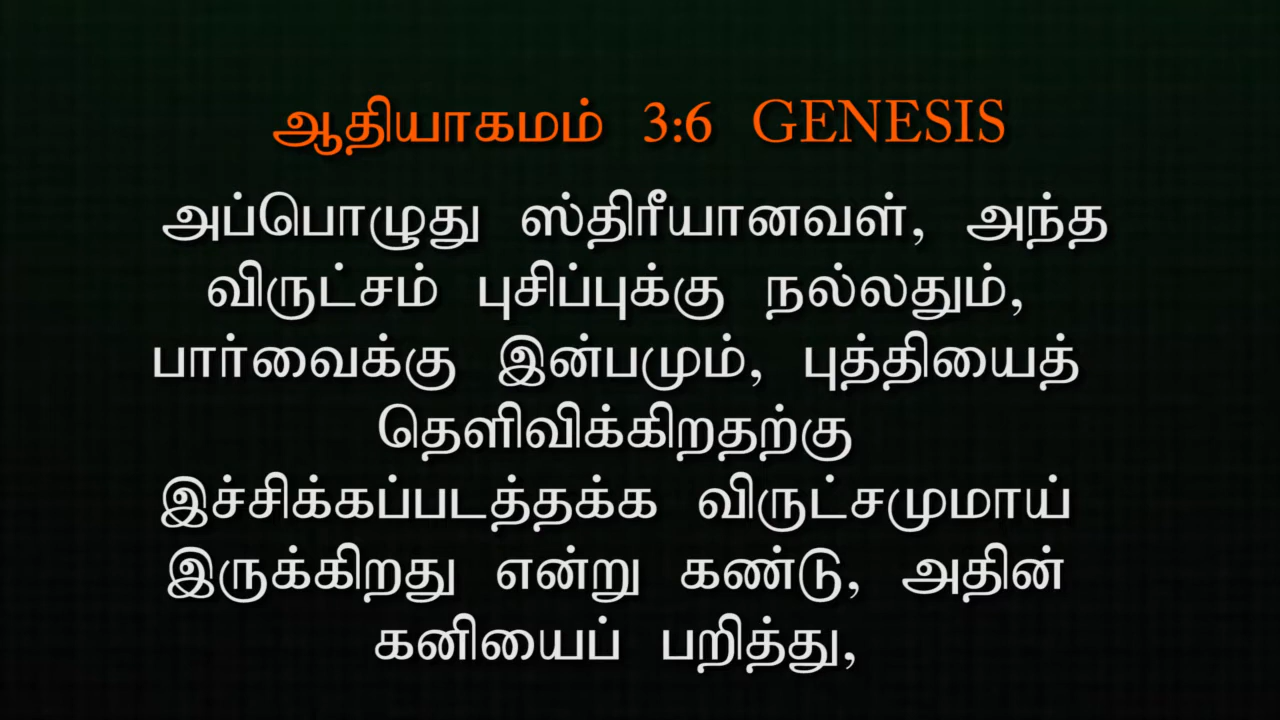 ஆதியாகமம் 3:6 GENESIS
அப்பொழுது ஸ்திரீயானவள், அந்த
விருட்சம் புசிப்புக்கு நல்லதும்,
பார்வைக்கு இன்பமும், புத்தியைத்
தெளிவிக்கிறதற்கு
இச்சிக்கப்படத்தக்க விருட்சமுமாய்
இருக்கிறது என்று கண்டு, அதின்
கனியைப் பறித்து,